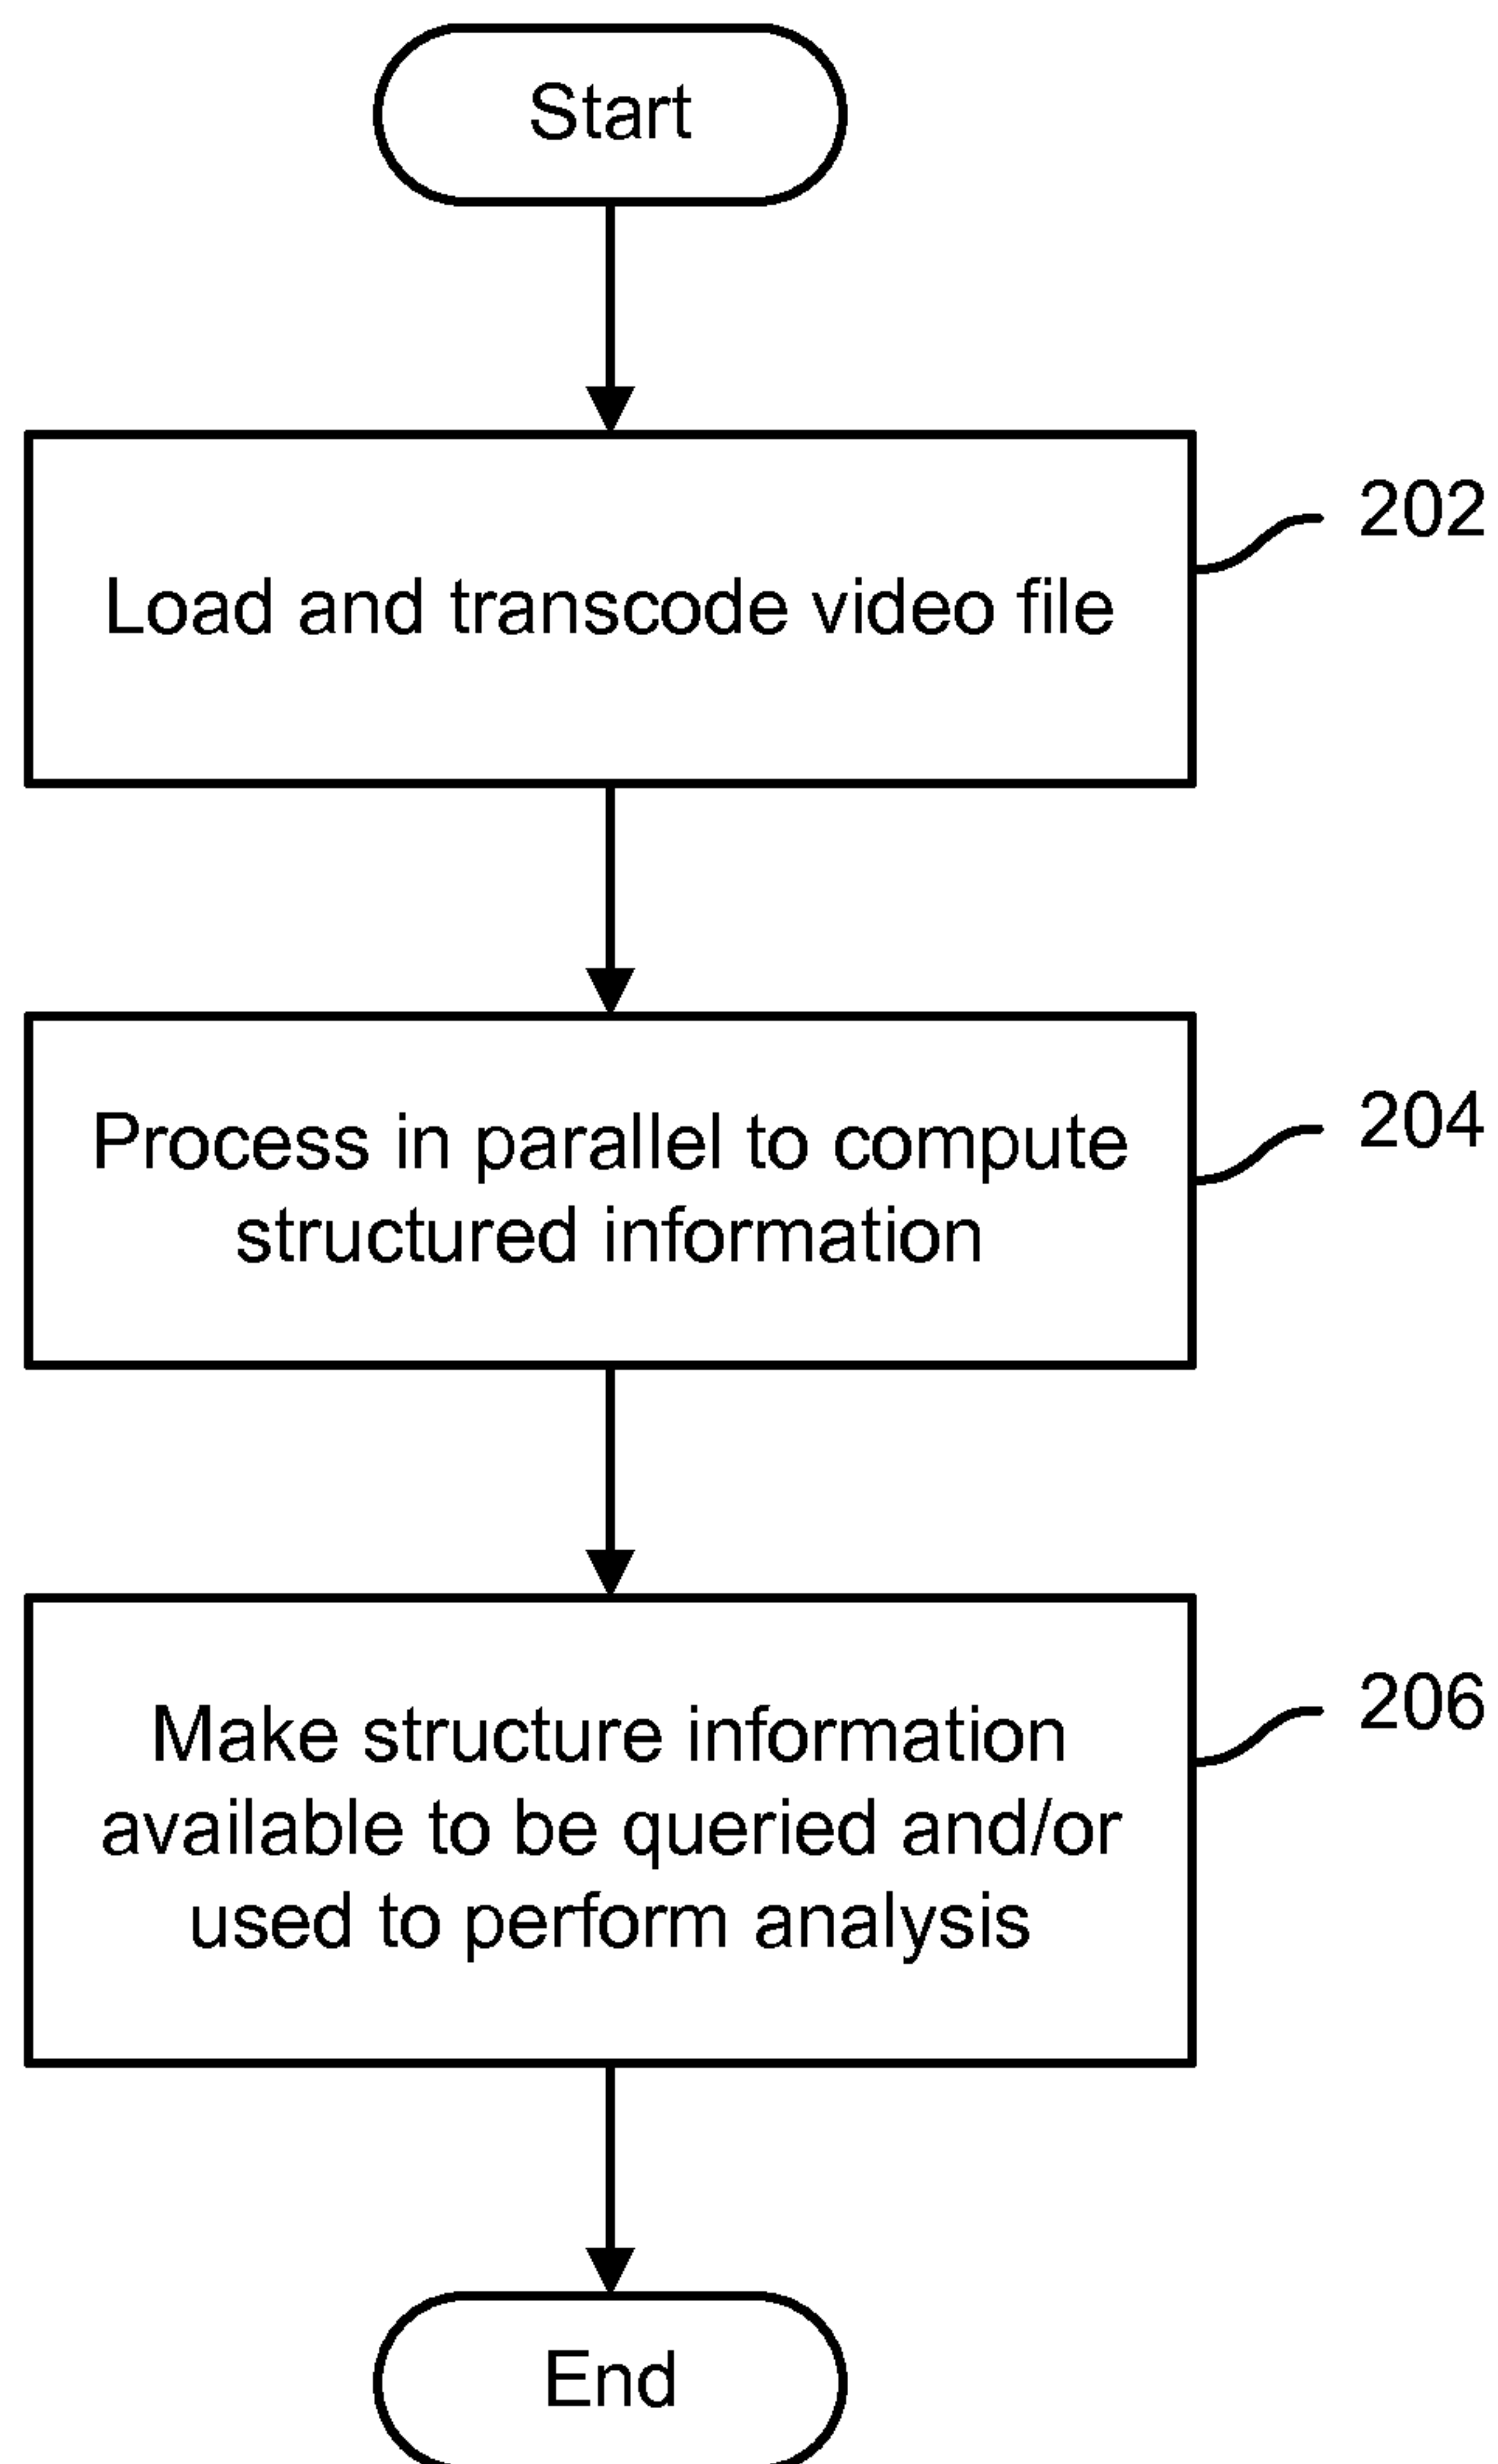 Start
Load and transcode video file
202
Process in parallel to compute
structured information
204
Make structure information
available to be queried and/or
used to perform analysis
206
End